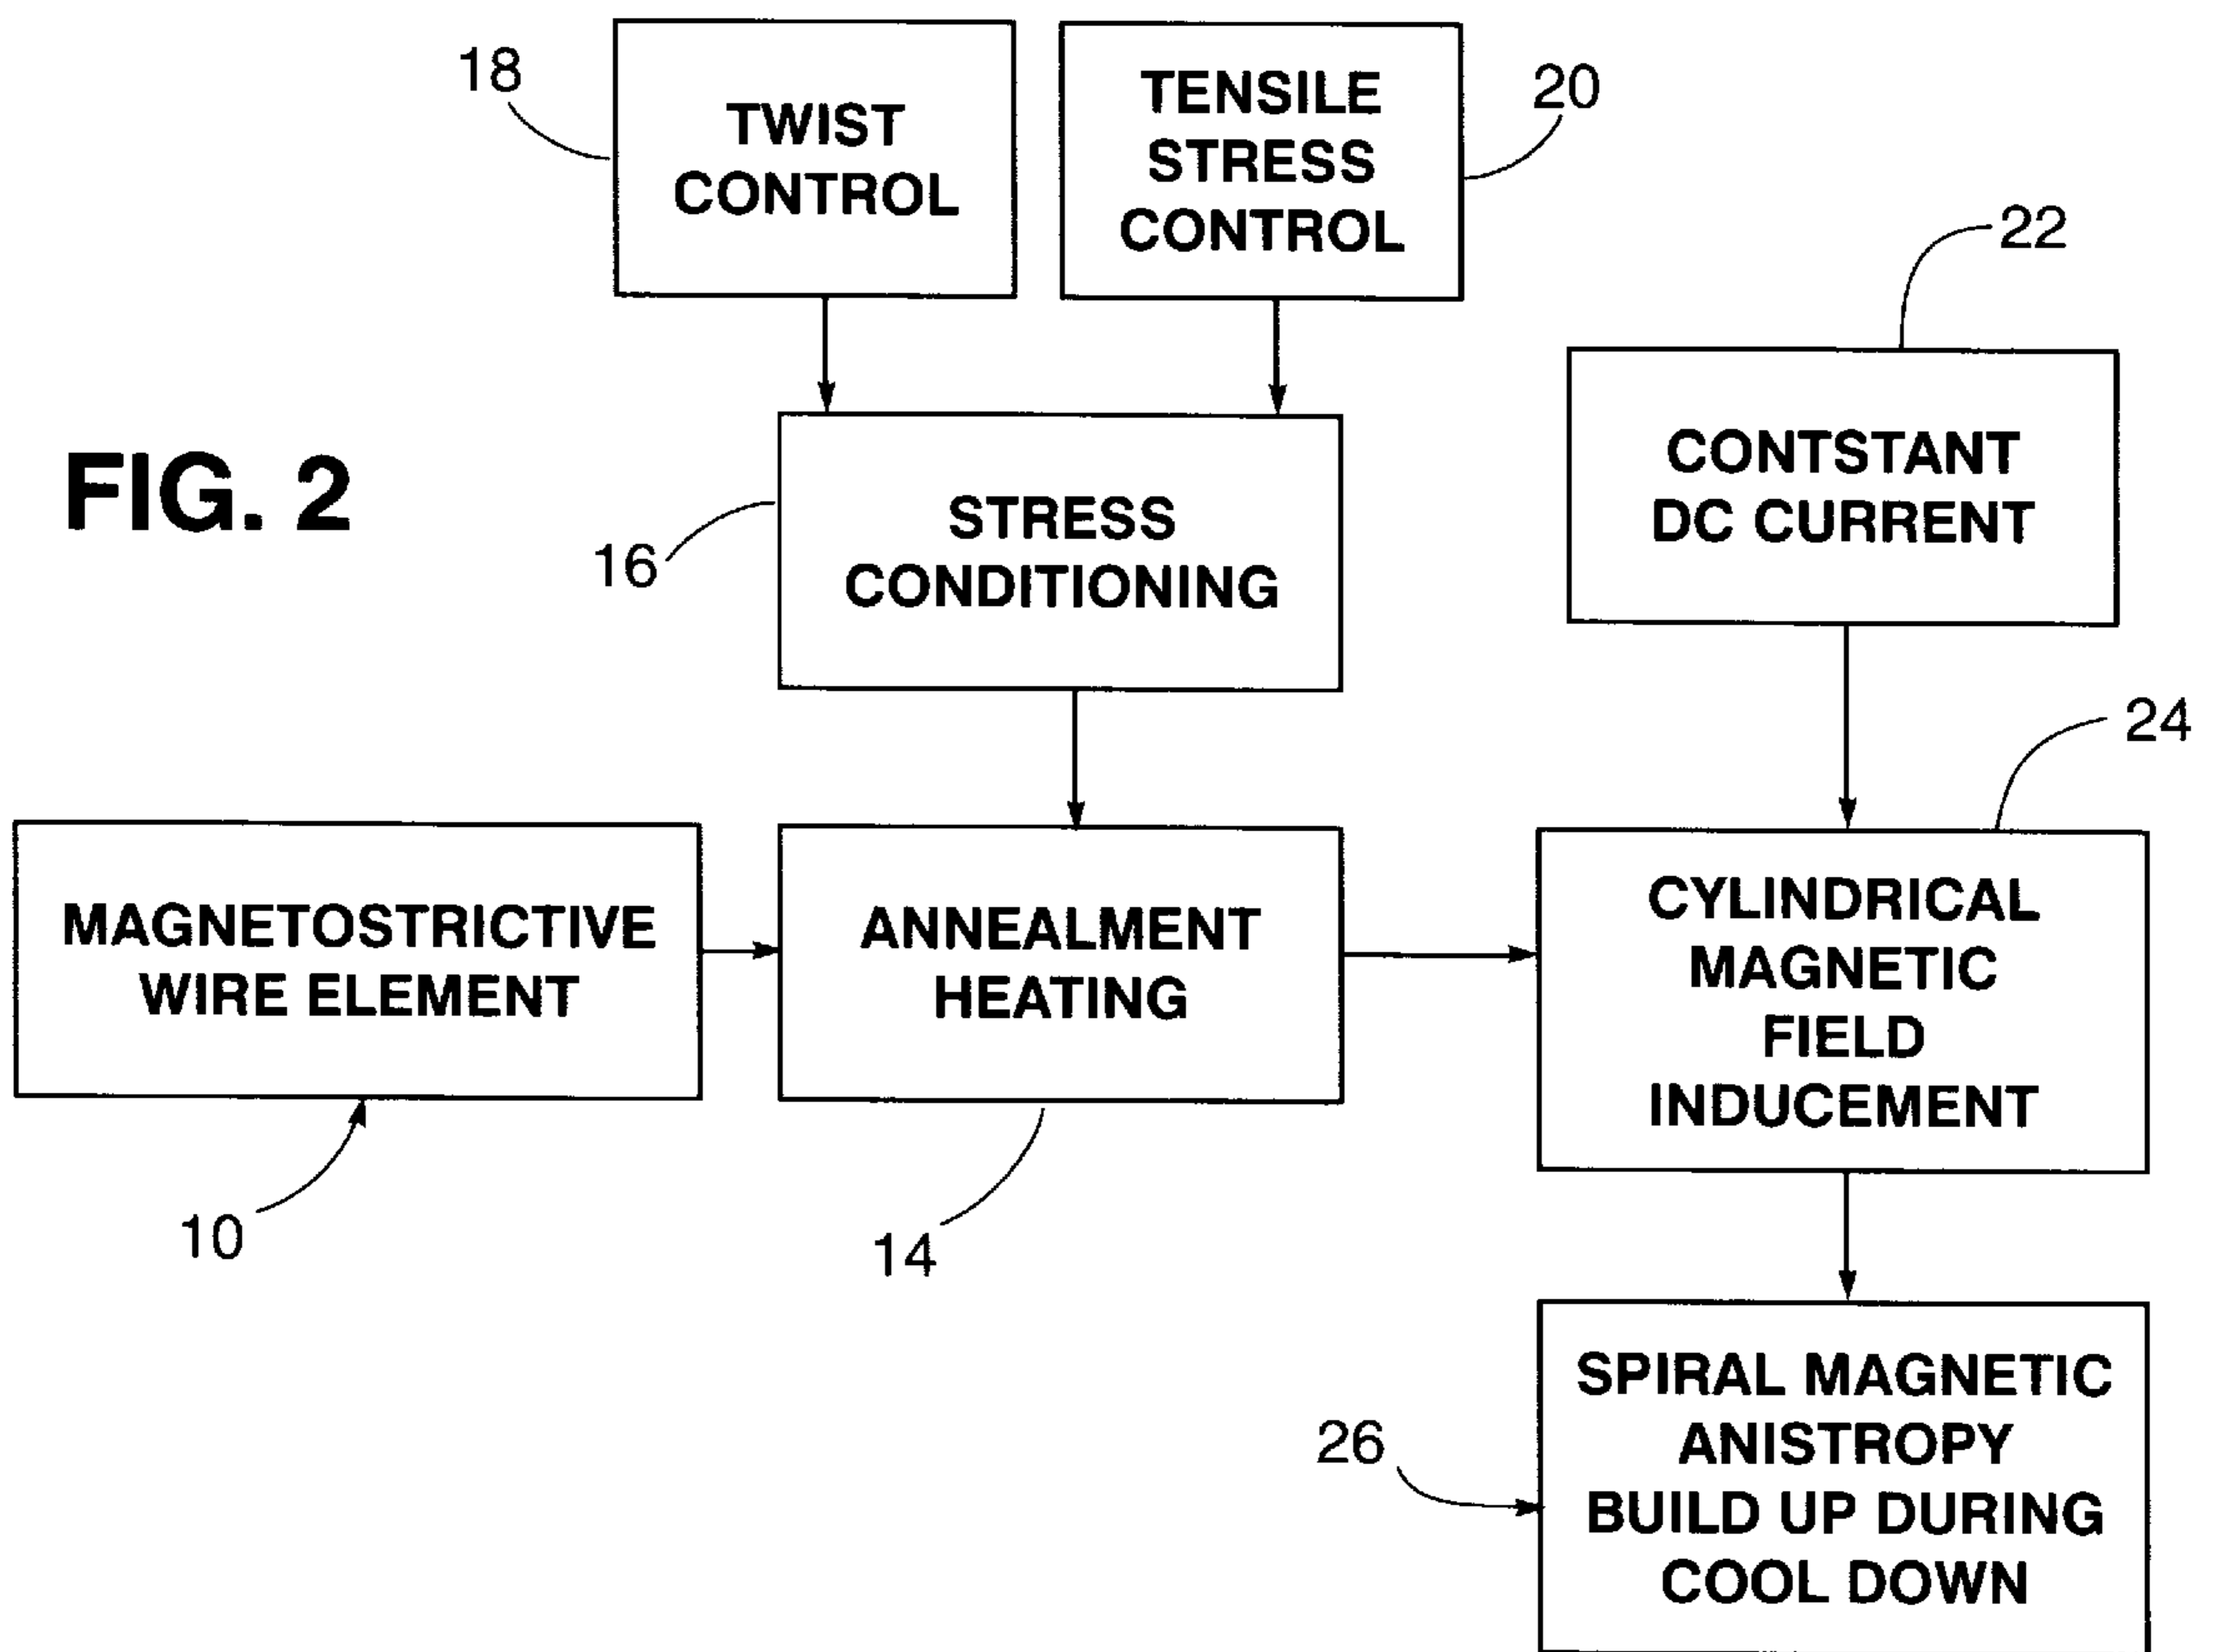 18
TWIST
CONTROL
TENSILE
STRESS
CONTROL
20
22
FIG. 2
16
STRESS
CONDITIONING
CONTSTANT
DC CURRENT
24
MAGNETOSTRICTIVE
WIRE ELEMENT
ANNEALMENT
HEATING
CYLINDRICAL
MAGNETIC
FIELD
INDUCEMENT
10
14
26
SPIRAL MAGNETIC
ANISTROPY
BUILD UP DURING
COOL DOWN